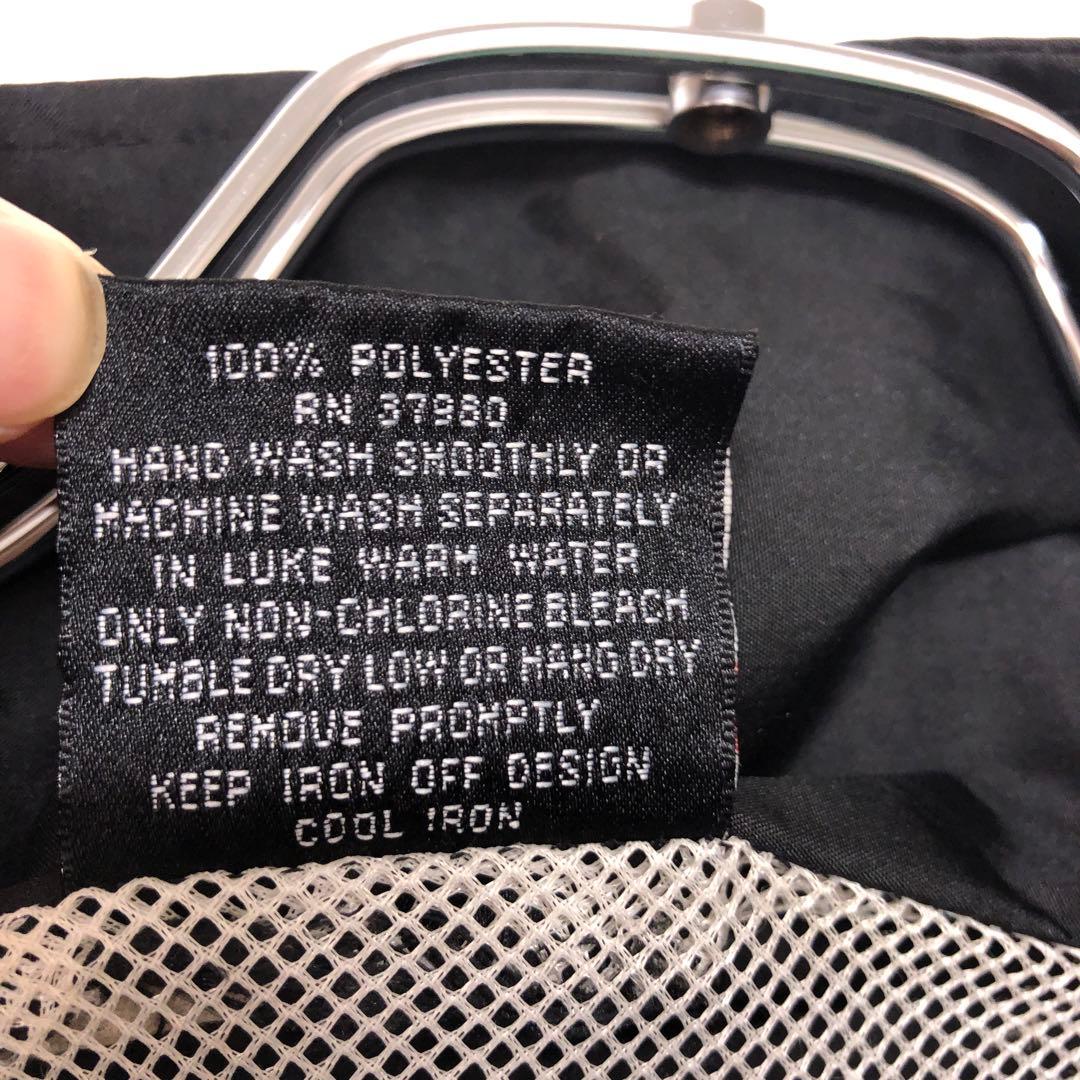 100% POLYESTER
RN 37980
HAND WASH SMOOTHLY OR
MACHINE WASH SEPARATELY
IN LUKE WARM WATER
ONLY NON-CHLORINE BLEACH
TUMBLE DRY LOW OR HANG DRY
REMOVE PROMPTLY
KEEP IRON OFF DESIGN
COOL IRON